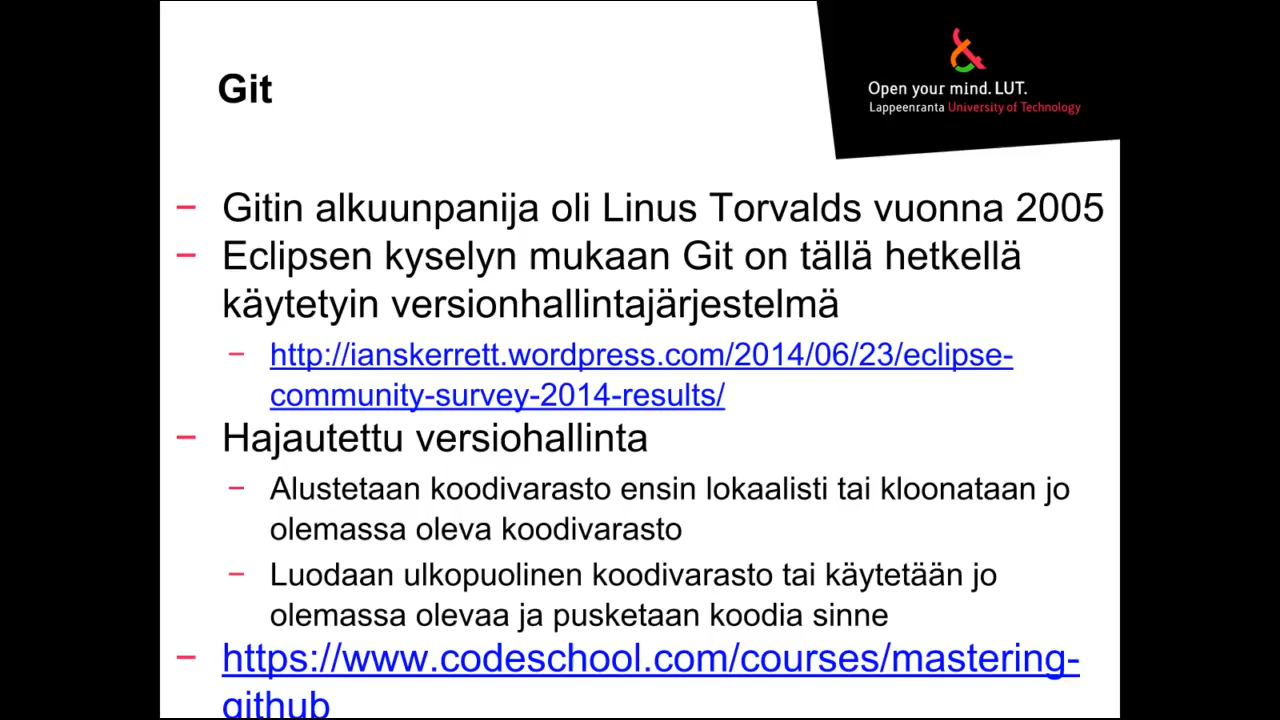 Git
Open your mind. LUT.
Lappeenranta University of Technology
– Gitin alkuunpanija oli Linus Torvalds vuonna 2005
– Eclipsen kyselyn mukaan Git on tällä hetkellä
käytetyin versionhallintajärjestelmä
– http://ianskerrett.wordpress.com/2014/06/23/eclipse-
community-survey-2014-results/
– Hajautettu versiohallinta
– Alustetaan koodivarasto ensin lokaalisti tai kloonataan jo
olemassa oleva koodivarasto
– Luodaan ulkopuolinen koodivarasto tai käytetään jo
olemassa olevaa ja pusketaan koodia sinne
– https://www.codeschool.com/courses/mastering-
github